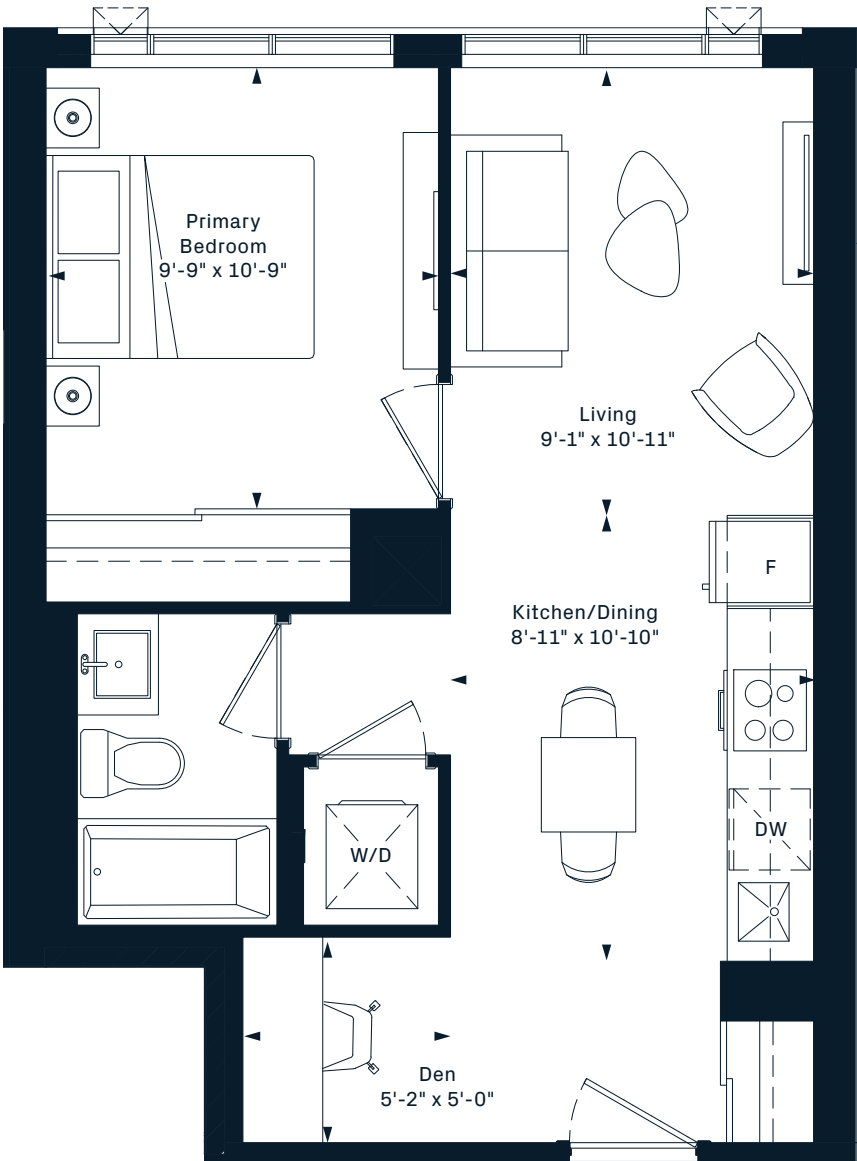 Primary
Bedroom
9'-9" x 10'-9"
Living
9'-1" x 10'-11"
F
Kitchen/Dining
8'-11" x 10'-10"
DW
W/D
Den
5'-2" x 5'-0"